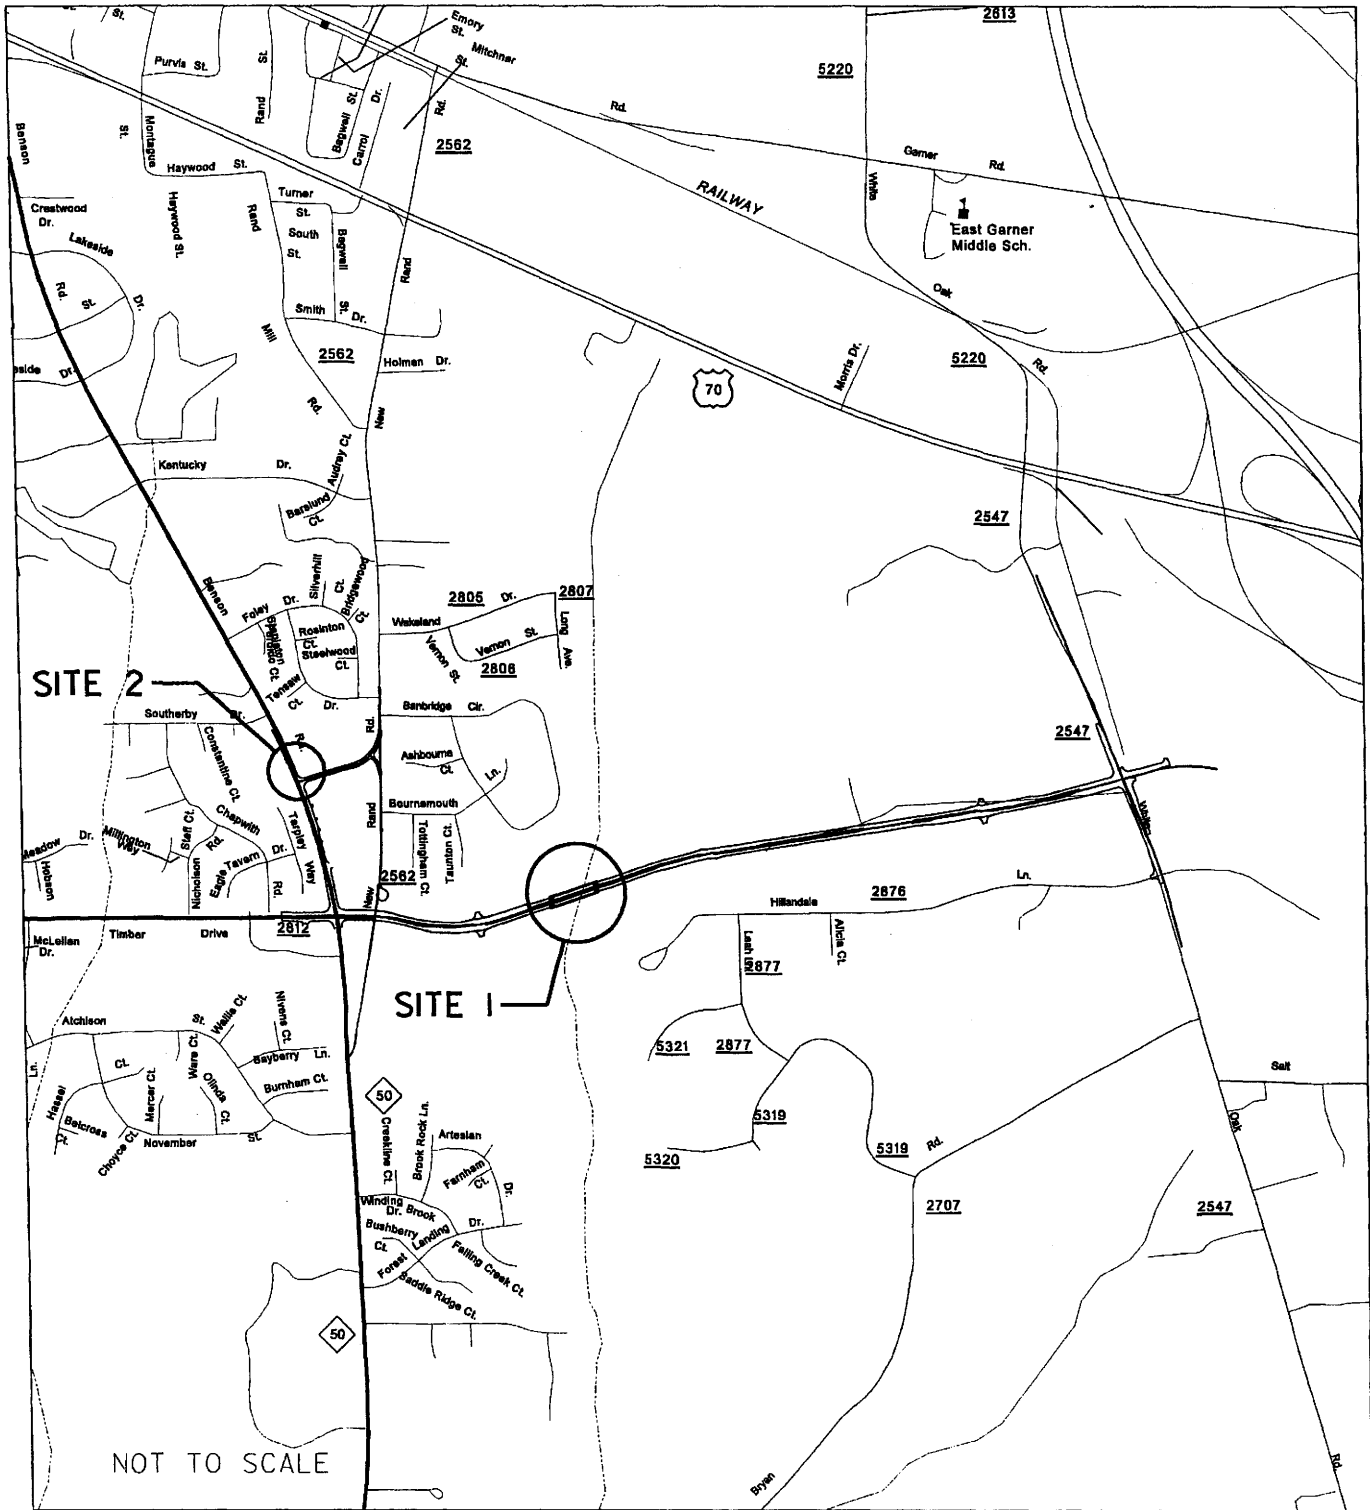 St.
St.
Emory
St.
Mitchner
St.
2613
Purvis St.
Rand St.
Bagwell St.
Carrol Dr.
Rd.
5220
Rd.
Benson
St.
Montague
2562
Garner Rd.
Haywood St.
RAILWAY
White
Turner
St.
Crestwood
Dr.
Haywood St.
Rand
South
St.
Bagwell
St.
East Garner
Middle Sch.
Lakeside
Dr.
Rd.
St.
Rand
Oak
Smith Dr.
Mill
2562
Holman Dr.
Morris Dr.
5220
Rd.
eside Dr.
70
Rd.
New
Kentucky Dr.
Audrey Ct.
Barslund
Ct.
2547
Benson
Silverhill
Ct.
Bridgewood
Ct.
2805 Dr.
2807
Foley Dr.
Rosinton
Ct.
Wakeland
Vernon St.
Vernon St.
Long
Ave.
Steelwood
Ct.
2806
SITE 2
Tensaw
Ct.
Dr.
Southerby Dr.
Rd.
Rd.
Banbridge Cir.
2547
Constantine Ct.
Ashbourne
Ct.
Ln.
Bournemouth
Rand
Meadow Dr.
Hobson
Millington
Way
Staff Ct.
Chapwith
Rd.
Tarpley
Way
Tottingham Ct.
Taunton Ct.
Nicholson
Eagle Tavern Dr.
Rd.
2562
New
2876
Ln.
Hillandale
McLellan
Dr.
Timber Drive
2812
Leah Ln.
Alicia Ct.
2877
SITE 1
Atchison
St.
Wallis Ct.
Nivens Ct.
5321
2877
Ln.
Ct.
Ware Ct.
Bayberry Ln.
Salt
Hassel
Ct.
Mercer Ct.
Olinda
Ct.
Burnham Ct.
50
5319
Belcross
Choyce Ct.
November St.
Creekline Ct.
Brook Rock Ln.
Artesian
Oak
5320
5319
Rd.
Farnham
Ct.
Dr.
Winding
Dr. Brook
2707
2547
Bushberry
Ct.
Landing Dr.
Forest
Falling Creek Ct.
Saddle Ridge Ct.
50
NOT TO SCALE
Bryan
Rd.